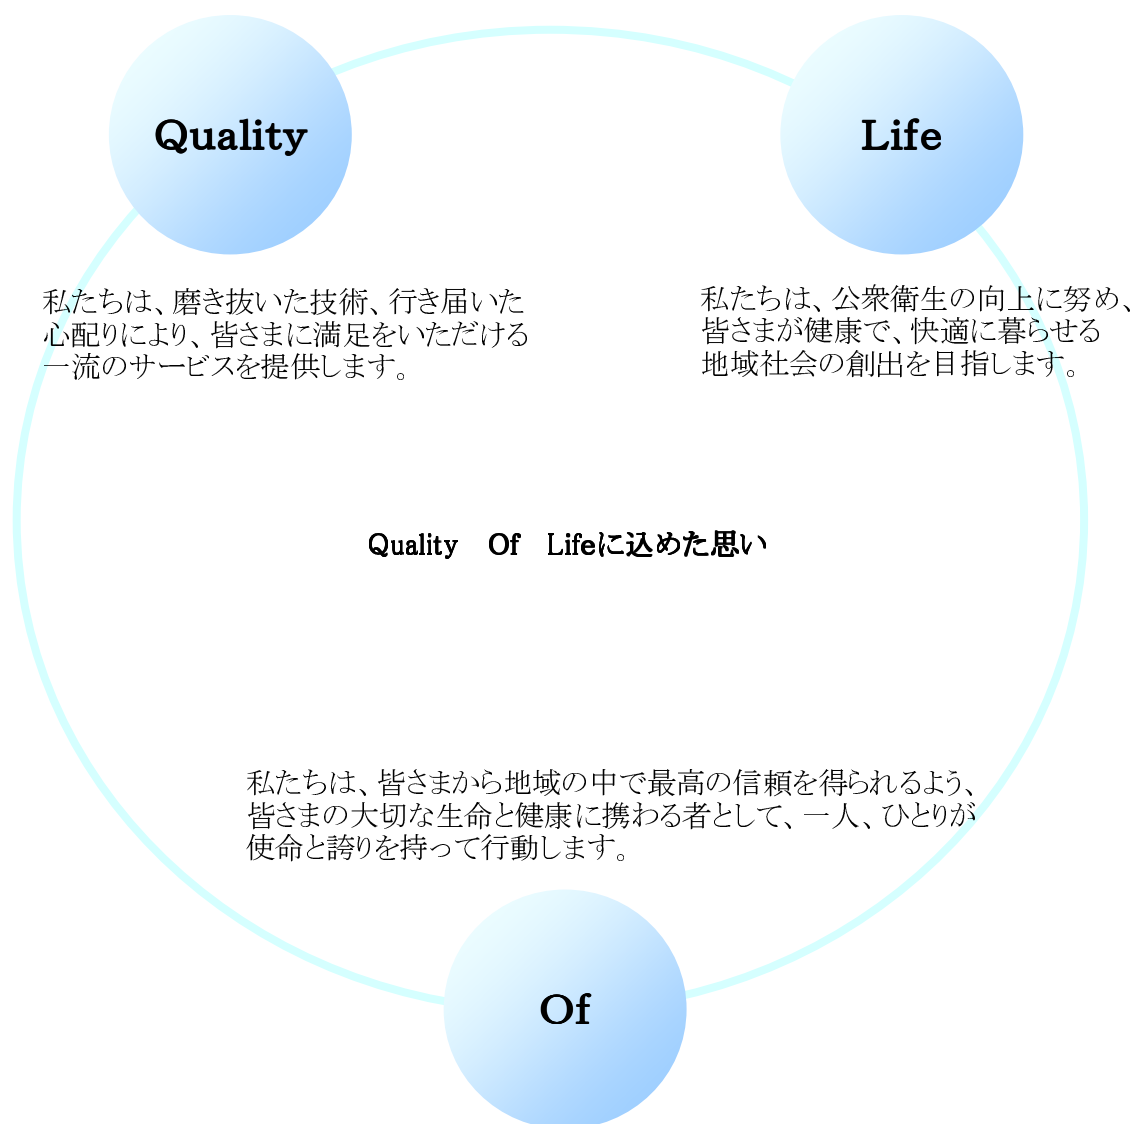 Quality
Life
私たちは、磨き抜いた技術、行き届いた
心配りにより、皆さまに満足をいただける
一流のサービスを提供します。
私たちは、公衆衛生の向上に努め、
皆さまが健康で、快適に暮らせる
地域社会の創出を目指します。
Quality　Of　Lifeに込めた思い
私たちは、皆さまから地域の中で最高の信頼を得られるよう、
皆さまの大切な生命と健康に携わる者として、一人、ひとりが
使命と誇りを持って行動します。
Of